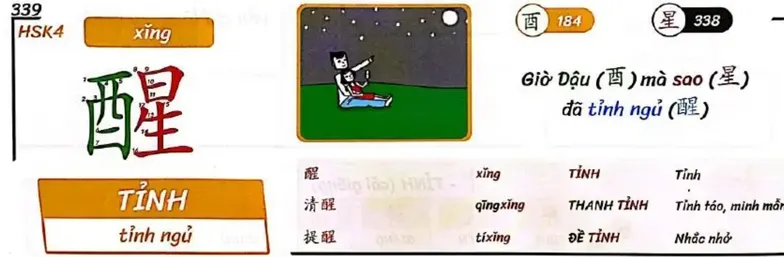 339
HSK4
xǐng
醒
TỈNH
tỉnh ngủ
酉 184
星 338
Giờ Dậu (酉) mà sao (星)
đã tỉnh ngủ (醒)
醒 xǐng TỈNH Tỉnh
清醒 qīngxǐng THANH TỈNH Tỉnh táo, minh mẫn
提醒 tíxǐng ĐỀ TỈNH Nhắc nhở